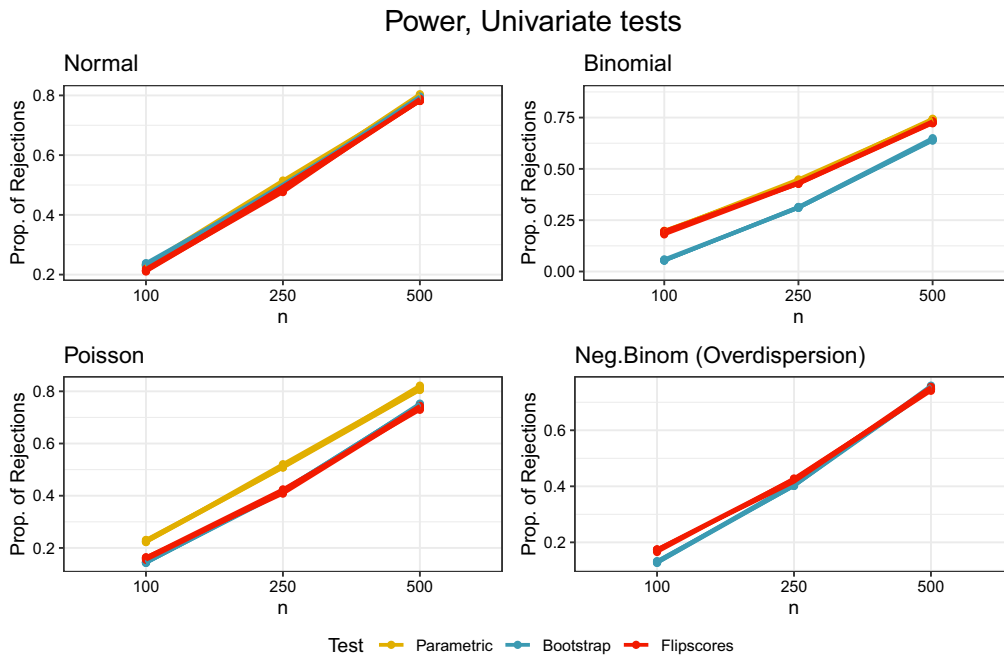 Power, Univariate tests
Normal
Prop. of Rejections
0.8
0.6
0.4
0.2
100 250 500
n
Binomial
Prop. of Rejections
0.75
0.50
0.25
0.00
100 250 500
n
Poisson
Prop. of Rejections
0.8
0.6
0.4
0.2
100 250 500
n
Neg.Binom (Overdispersion)
Prop. of Rejections
0.6
0.4
0.2
100 250 500
n
Test Parametric Bootstrap Flipscores